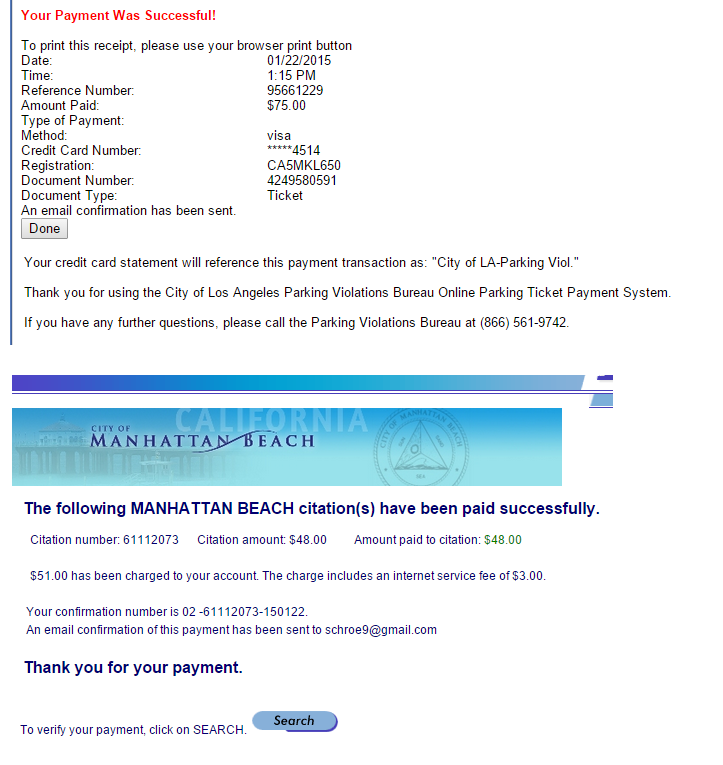 Your Payment Was Successful!
To print this receipt, please use your browser print button
Date: 01/22/2015
Time: 1:15 PM
Reference Number: 95661229
Amount Paid: $75.00
Type of Payment:
Method: visa
Credit Card Number: *****4514
Registration: CA5MKL650
Document Number: 4249580591
Document Type: Ticket
An email confirmation has been sent.
Done
Your credit card statement will reference this payment transaction as: "City of LA-Parking Viol."
Thank you for using the City of Los Angeles Parking Violations Bureau Online Parking Ticket Payment System.
If you have any further questions, please call the Parking Violations Bureau at (866) 561-9742.
CALIFORNIA
CITY OF
MANHATTAN BEACH
CITY OF MANHATTAN BEACH
The following MANHATTAN BEACH citation(s) have been paid successfully.
Citation number: 61112073 Citation amount: $48.00 Amount paid to citation: $48.00
$51.00 has been charged to your account. The charge includes an internet service fee of $3.00.
Your confirmation number is 02 -61112073-150122.
An email confirmation of this payment has been sent to schroe9@gmail.com
Thank you for your payment.
To verify your payment, click on SEARCH. Search